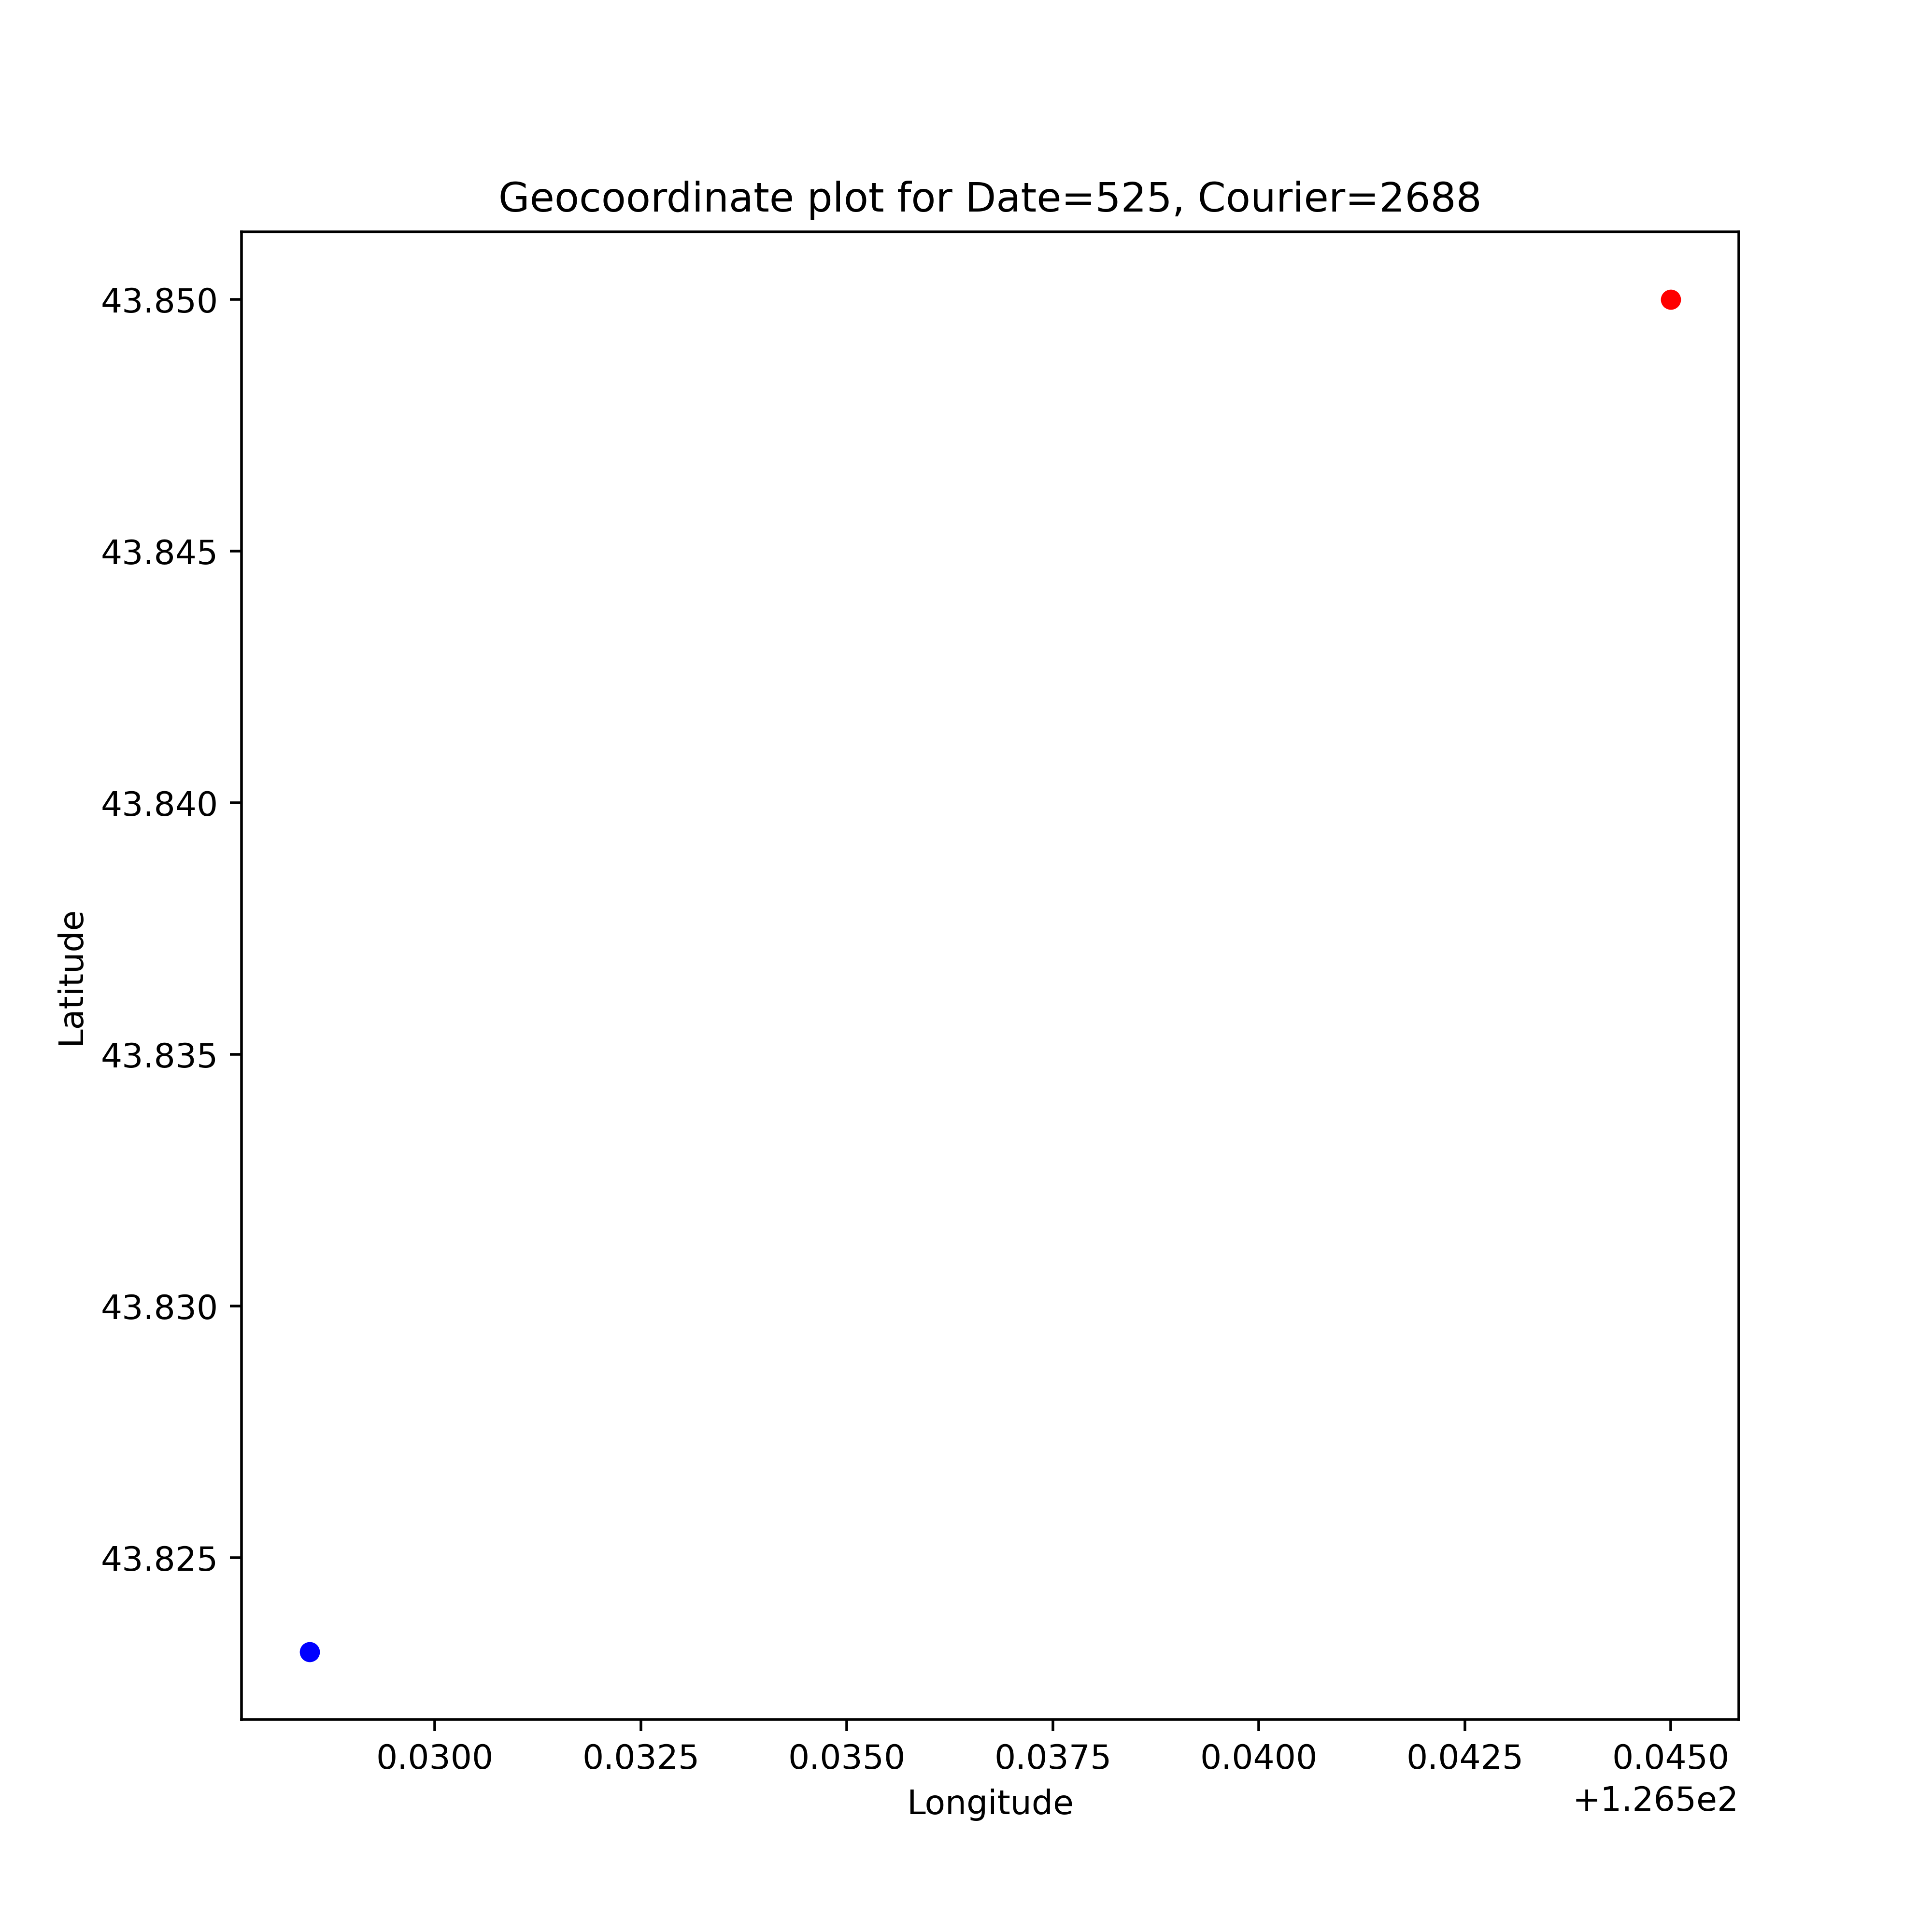 Geocoordinate plot for Date=525, Courier=2688
43.850
43.845
43.840
43.835
43.830
43.825
Latitude
0.0300 0.0325 0.0350 0.0375 0.0400 0.0425 0.0450
+1.265e2
Longitude